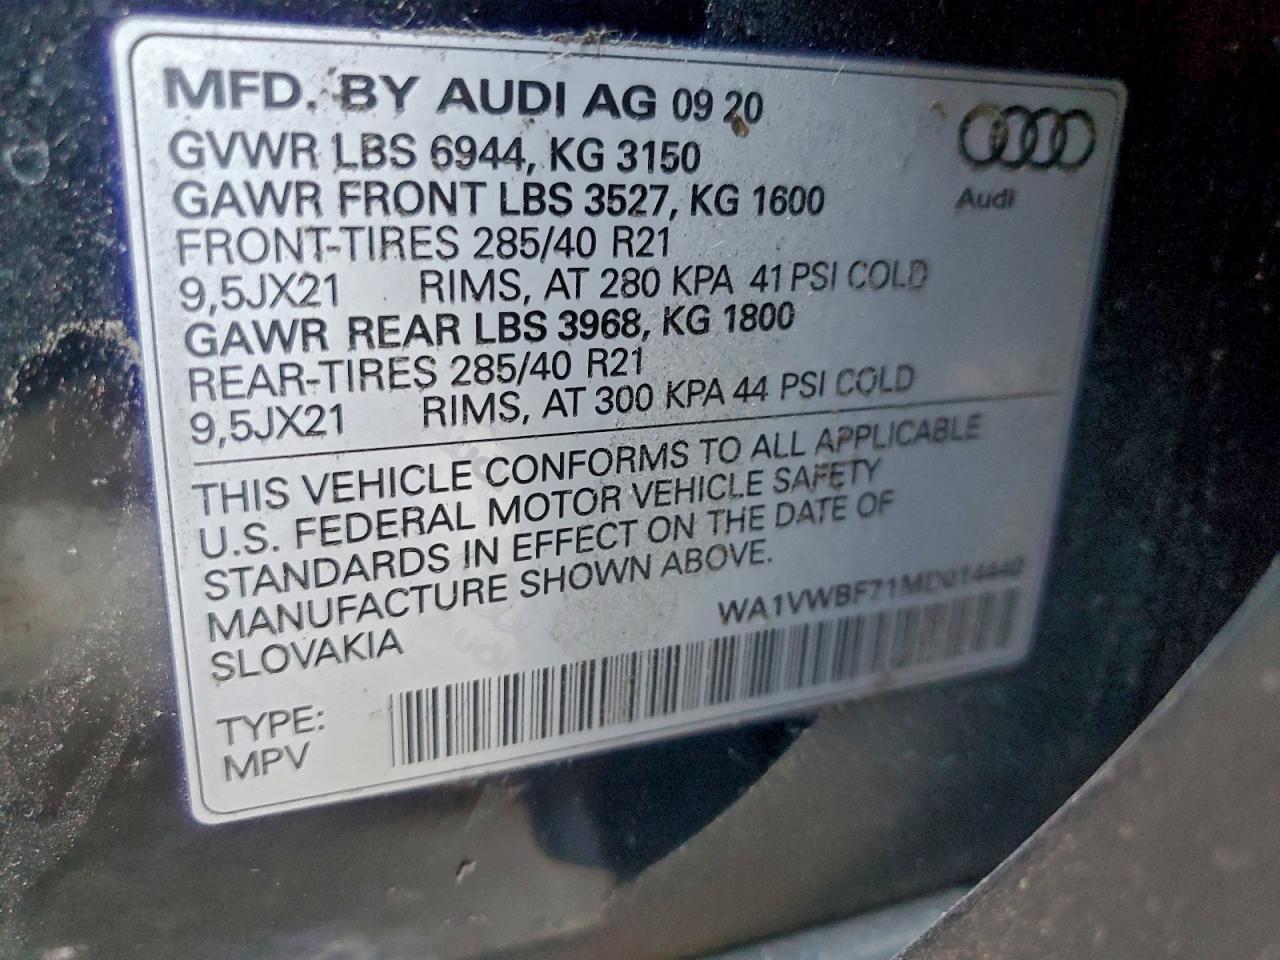 MFD. BY AUDI AG 09 20
GVWR LBS 6944, KG 3150
GAWR FRONT LBS 3527, KG 1600
Audi
FRONT-TIRES 285/40 R21
9,5JX21 RIMS, AT 280 KPA 41 PSI COLD
GAWR REAR LBS 3968, KG 1800
REAR-TIRES 285/40 R21
9,5JX21 RIMS, AT 300 KPA 44 PSI COLD
THIS VEHICLE CONFORMS TO ALL APPLICABLE
U.S. FEDERAL MOTOR VEHICLE SAFETY
STANDARDS IN EFFECT ON THE DATE OF
MANUFACTURE SHOWN ABOVE.
WA1VWBF71MD014440
SLOVAKIA
TYPE:
MPV